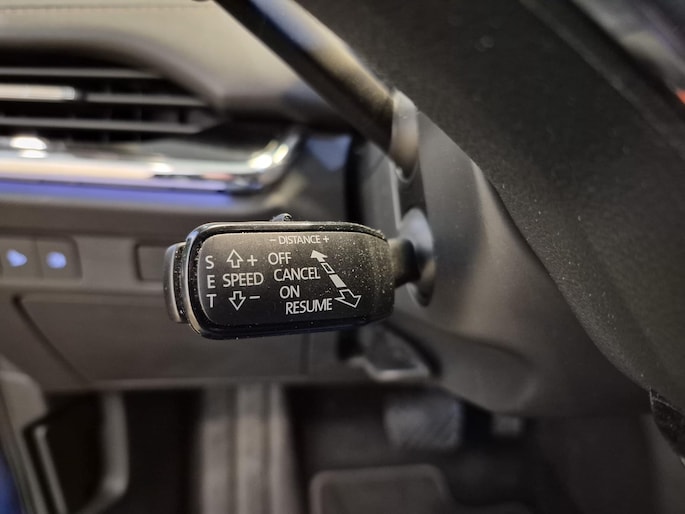 − DISTANCE +
S + OFF
E SPEED CANCEL
T − ON
RESUME